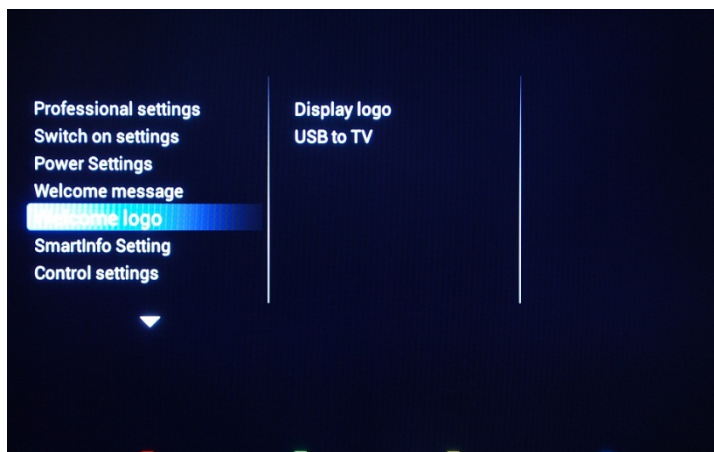 Professional settings
Switch on settings
Power Settings
Welcome message
Welcome logo
SmartInfo Setting
Control settings
Display logo
USB to TV